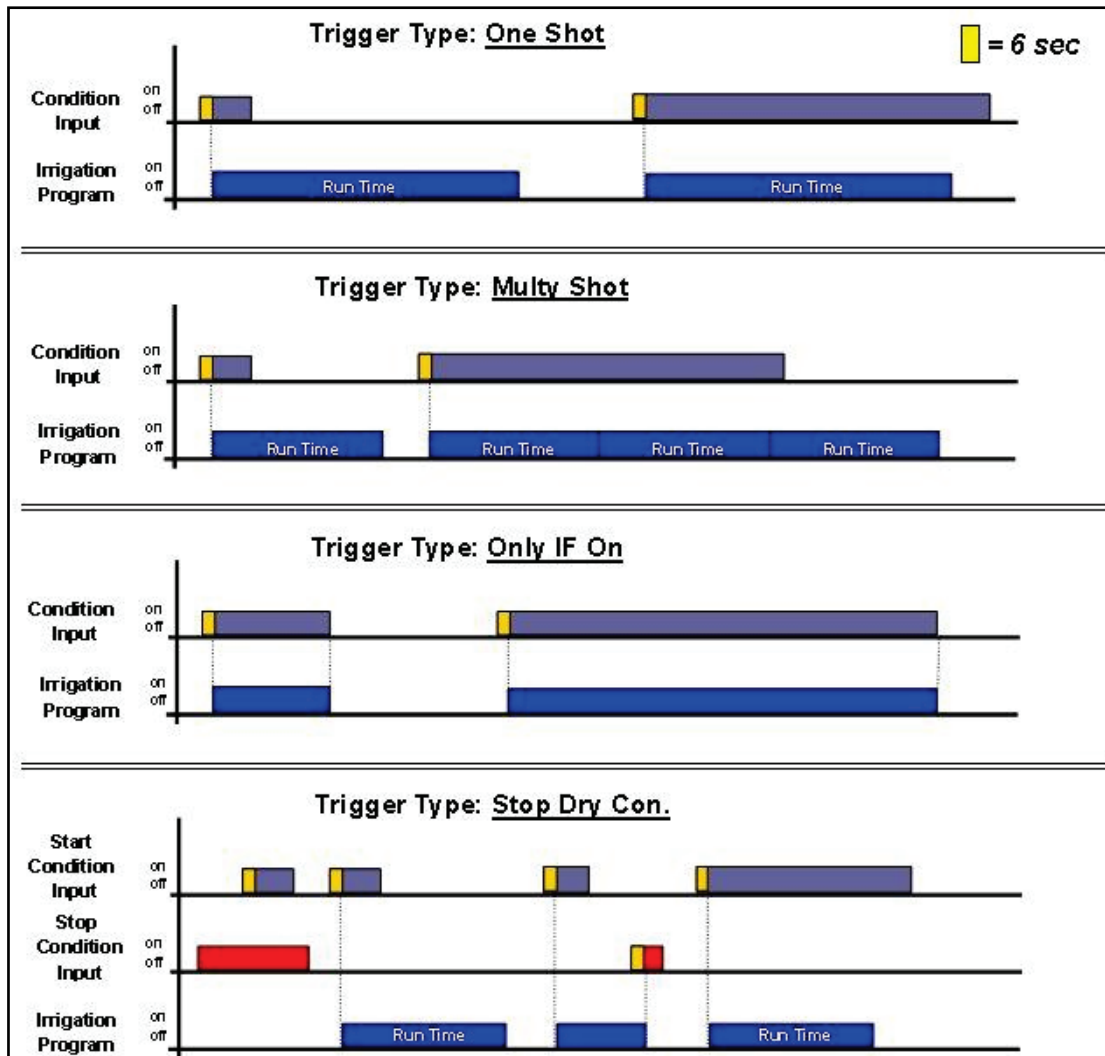 Trigger Type: One Shot
= 6 sec
Condition
Input
on
off
Irrigation
Program
on
off
Run Time
Run Time
Trigger Type: Multy Shot
Condition
Input
on
off
Irrigation
Program
on
off
Run Time
Run Time
Run Time
Run Time
Trigger Type: Only IF On
Condition
Input
on
off
Irrigation
Program
on
off
Trigger Type: Stop Dry Con.
Start
Condition
Input
on
off
Stop
Condition
Input
on
off
Irrigation
Program
on
off
Run Time
Run Time